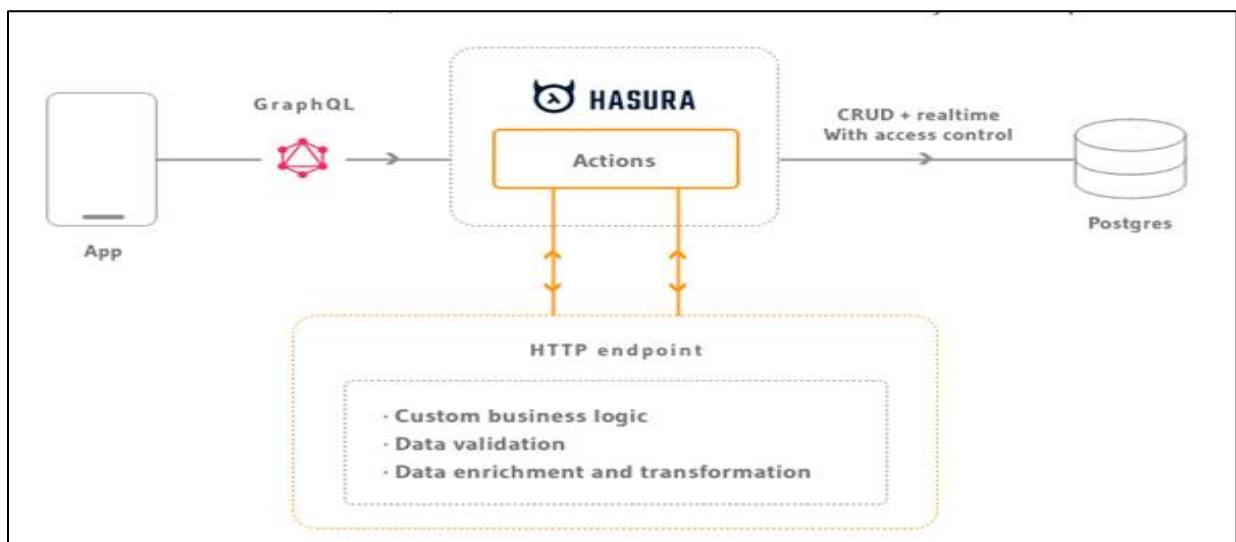 GraphQL
HASURA
Actions
CRUD + realtime
With access control
App
Postgres
HTTP endpoint
· Custom business logic
· Data validation
· Data enrichment and transformation